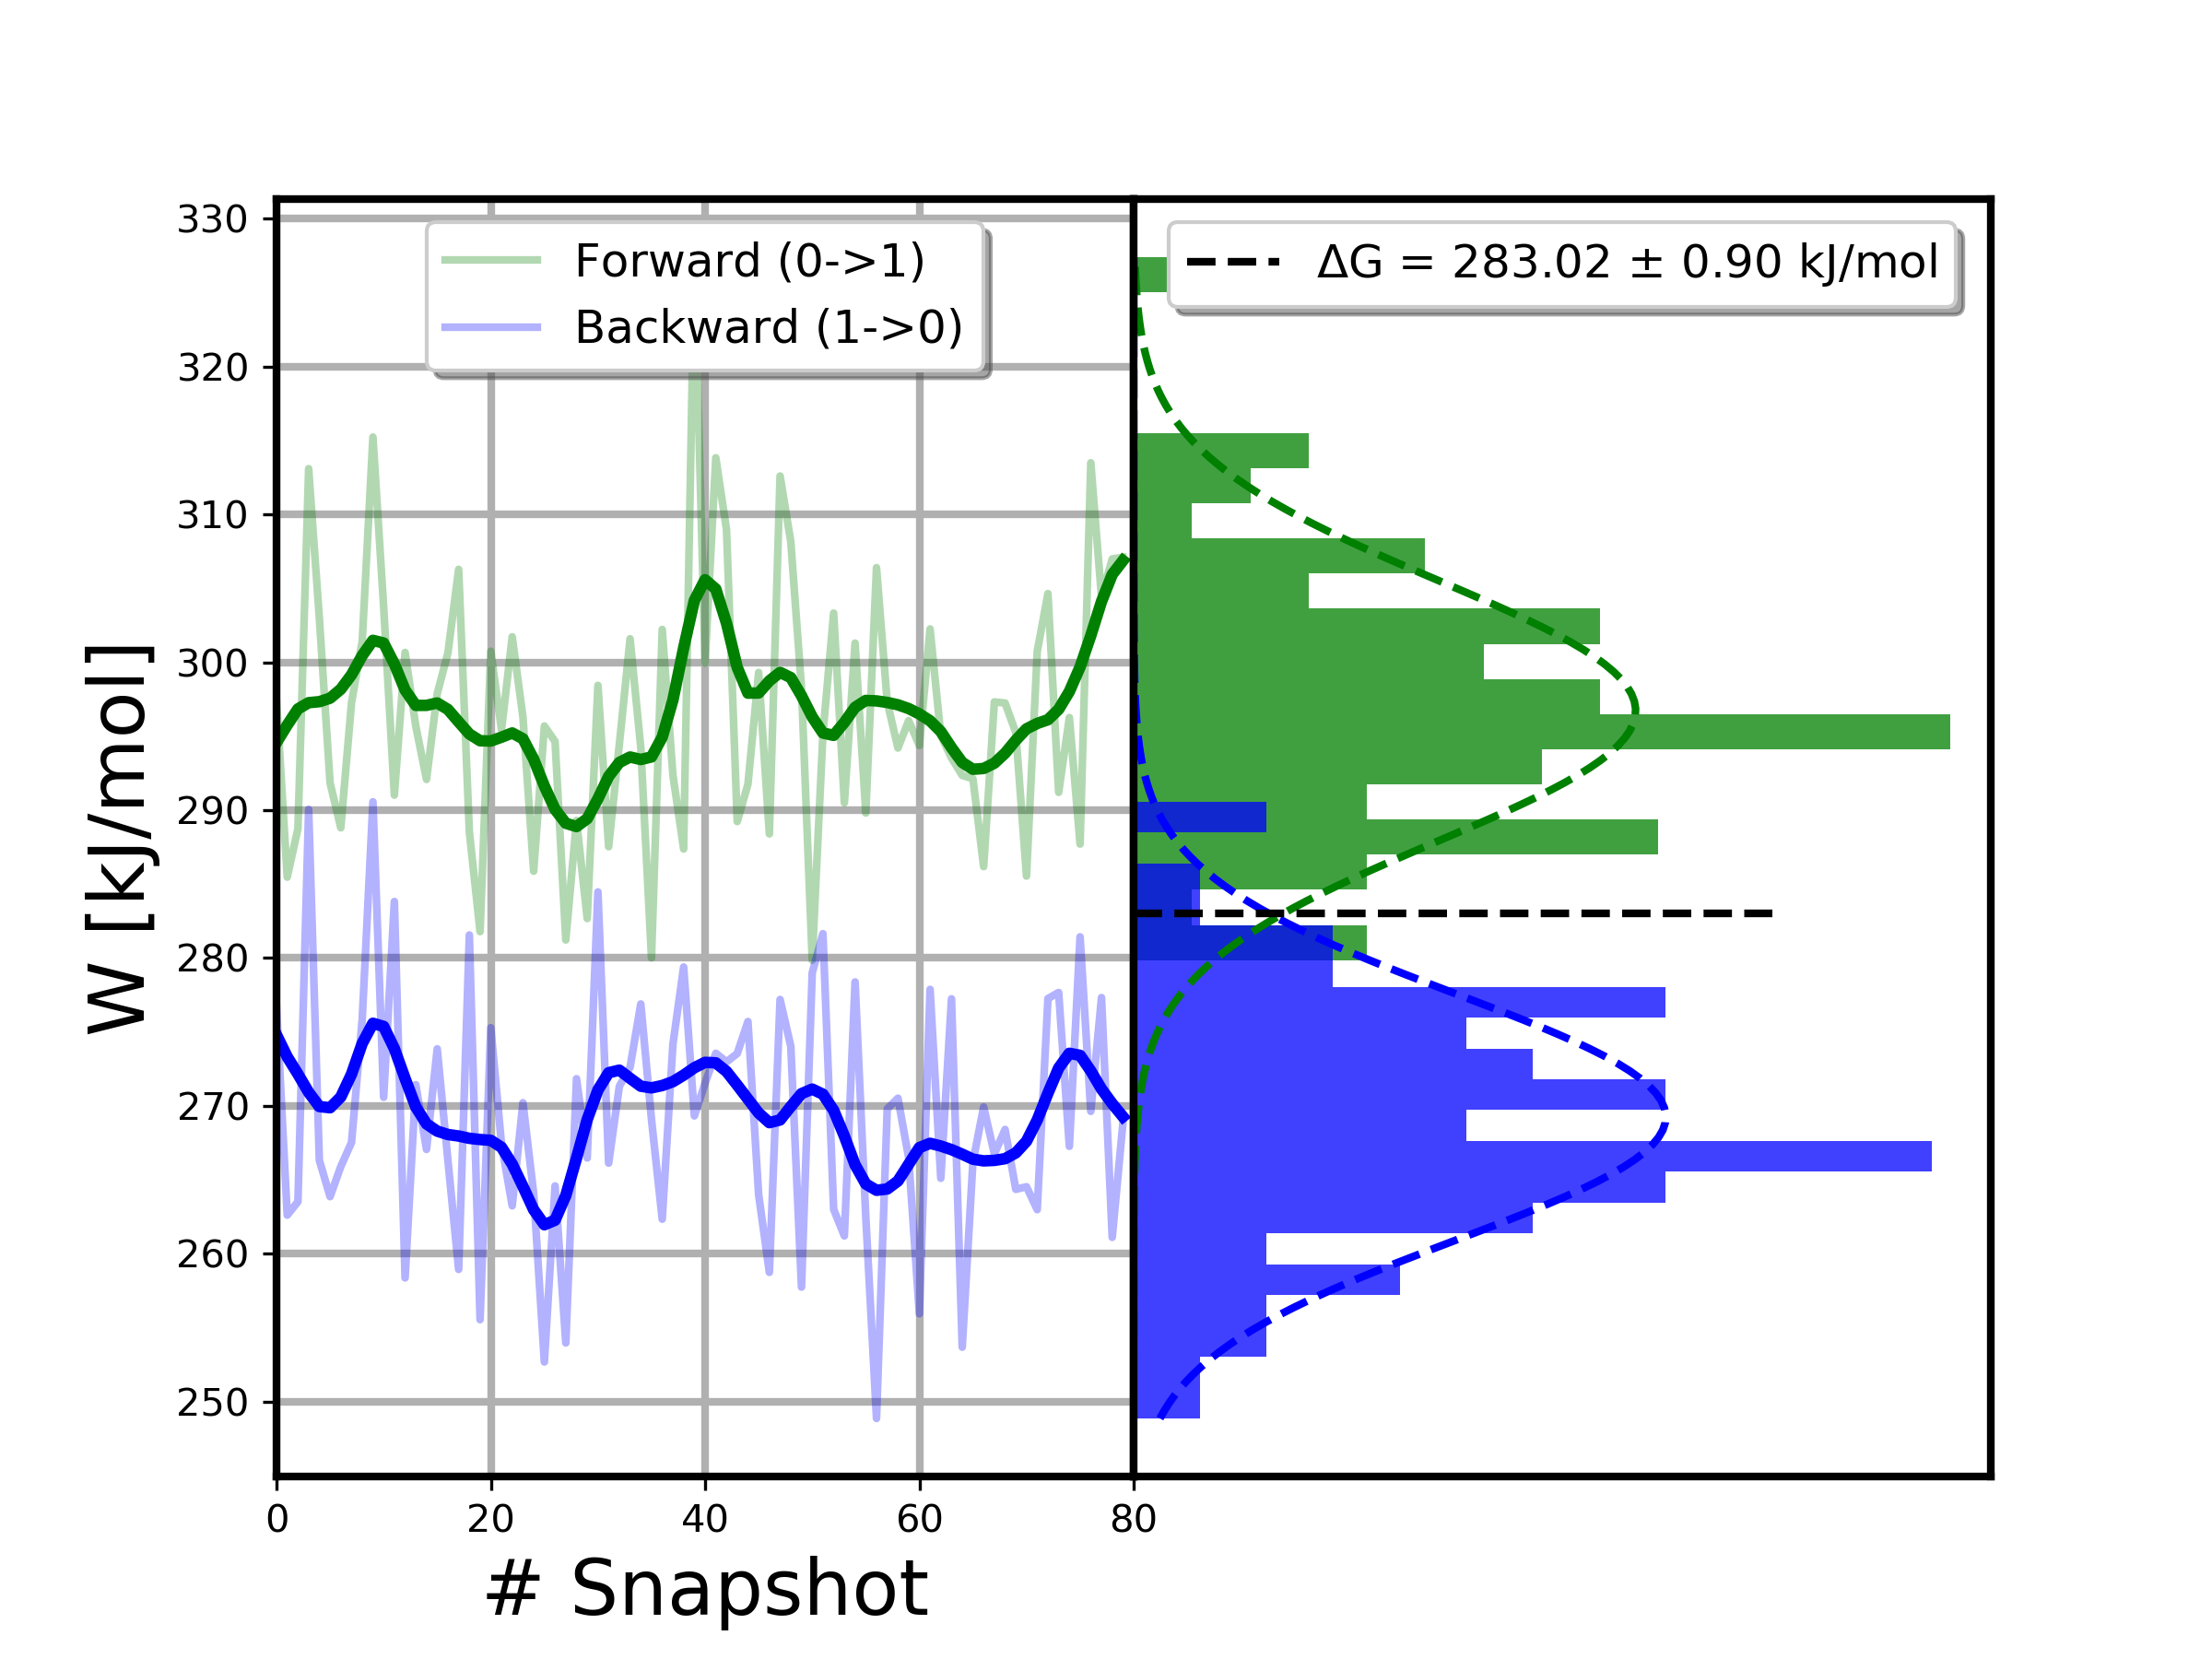 Forward (0->1)
Backward (1->0)
ΔG = 283.02 ± 0.90 kJ/mol
W [kJ/mol]
330
320
310
300
290
280
270
260
250
0 20 40 60 80
# Snapshot